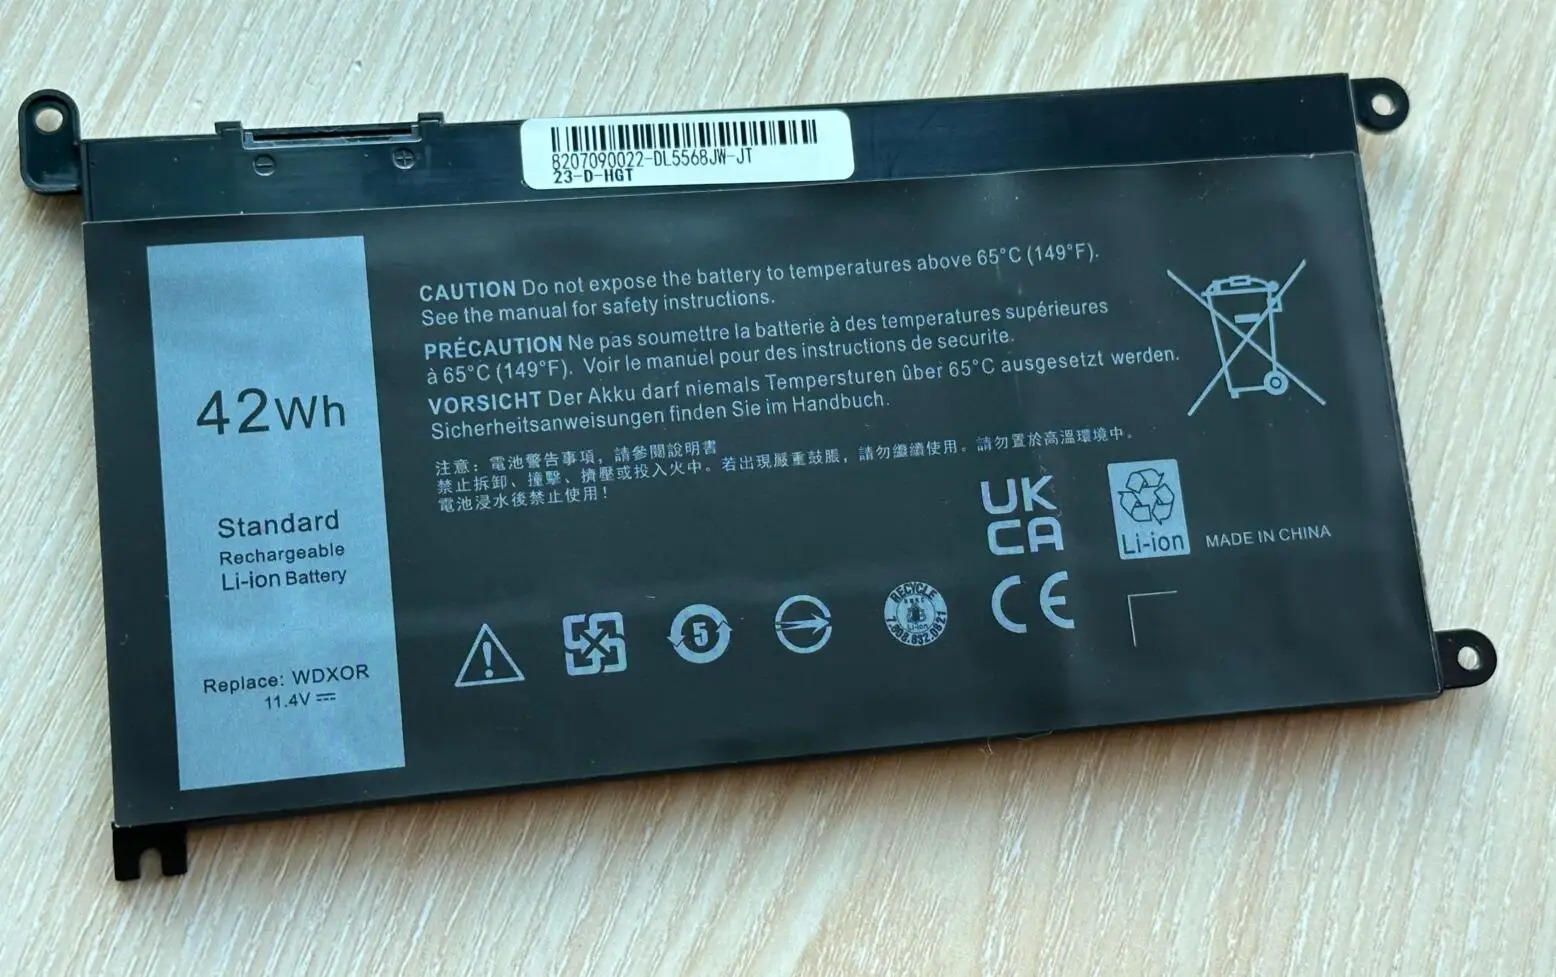 8207090022-DL5568JW-JT
23-D-HGT
42Wh
Standard
Rechargeable
Li-ion Battery
Replace: WDXOR
11.4V
CAUTION Do not expose the battery to temperatures above 65°C (149°F).
See the manual for safety instructions.
PRÉCAUTION Ne pas soumettre la batterie à des temperatures supérieures
à 65°C (149°F). Voir le manuel pour des instructions de securite.
VORSICHT Der Akku darf niemals Tempersturen ûber 65°C ausgesetzt werden.
Sicherheitsanweisungen finden Sie im Handbuch.
注意：電池警告事項，請參閱說明書
禁止拆卸、撞擊、擠壓或投入火中。若出現嚴重鼓脹，請勿繼續使用。請勿置於高溫環境中。
電池浸水後禁止使用！
UK
CA
Li-ion
MADE IN CHINA
5
RECYCLE
Li-ion
CE